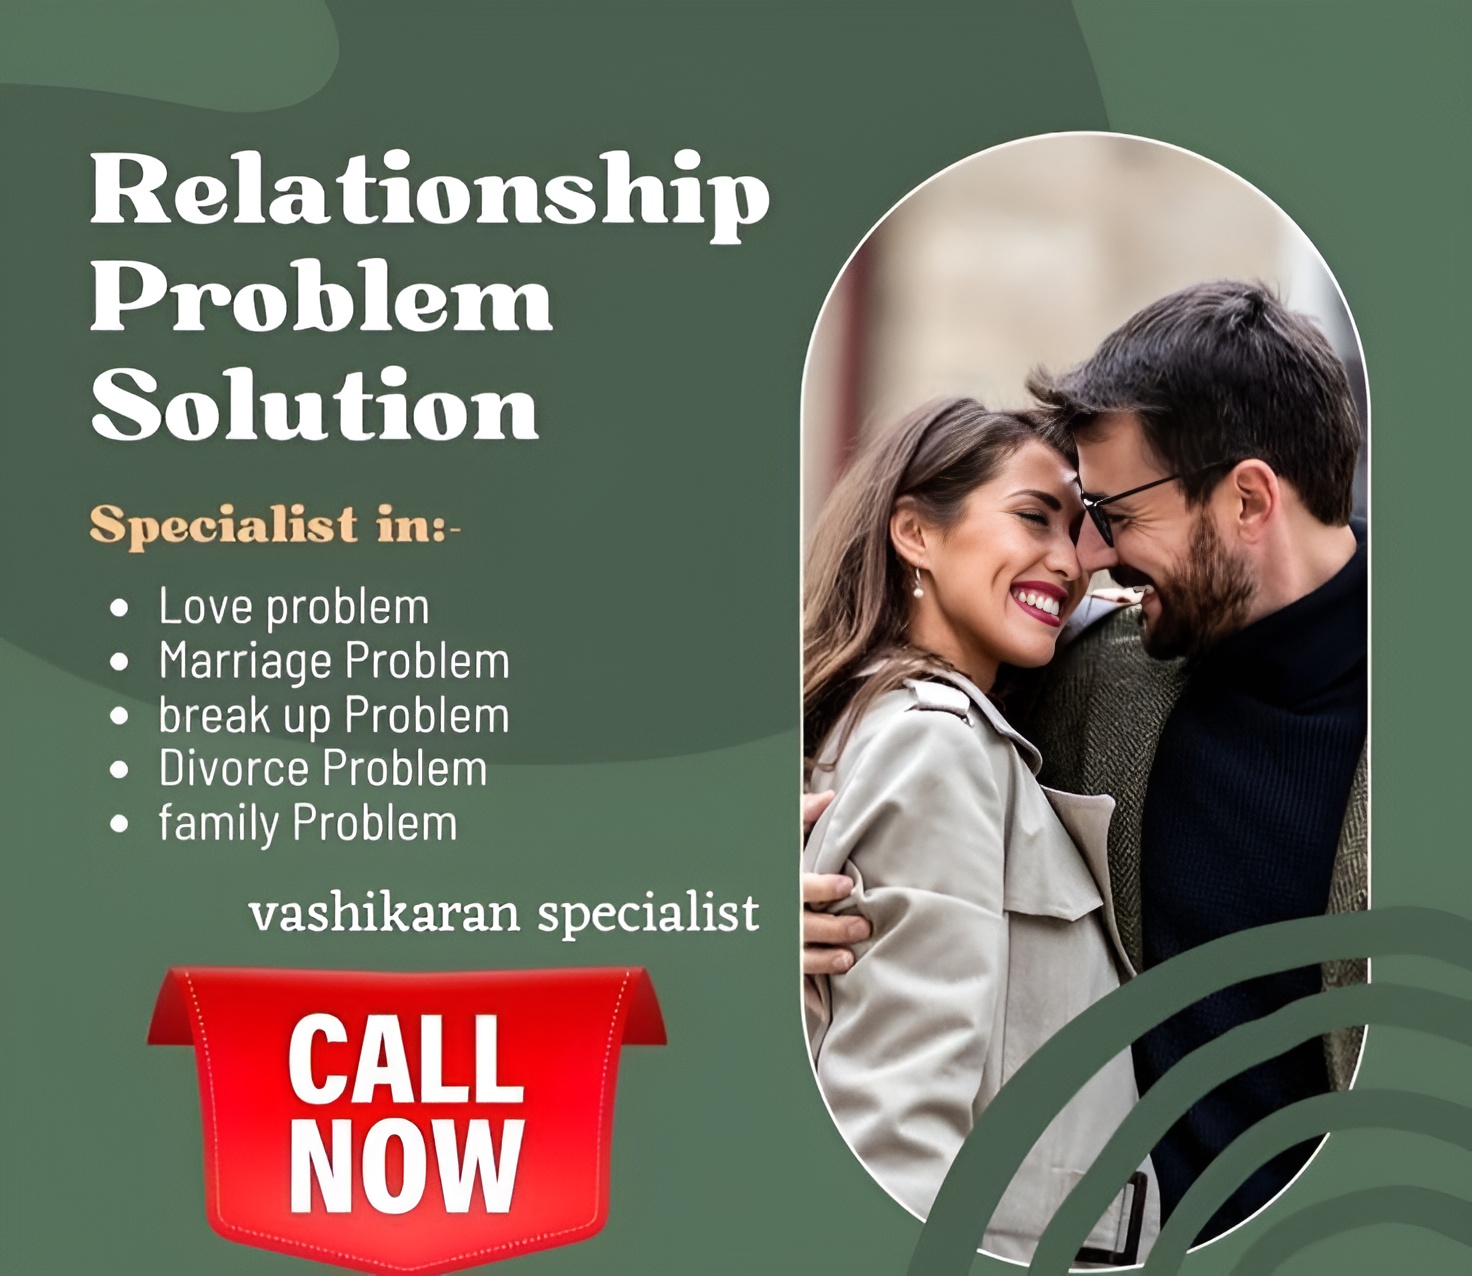 Relationship
Problem
Solution
Specialist in:-
• Love problem
• Marriage Problem
• break up Problem
• Divorce Problem
• family Problem
vashikaran specialist
CALL
NOW